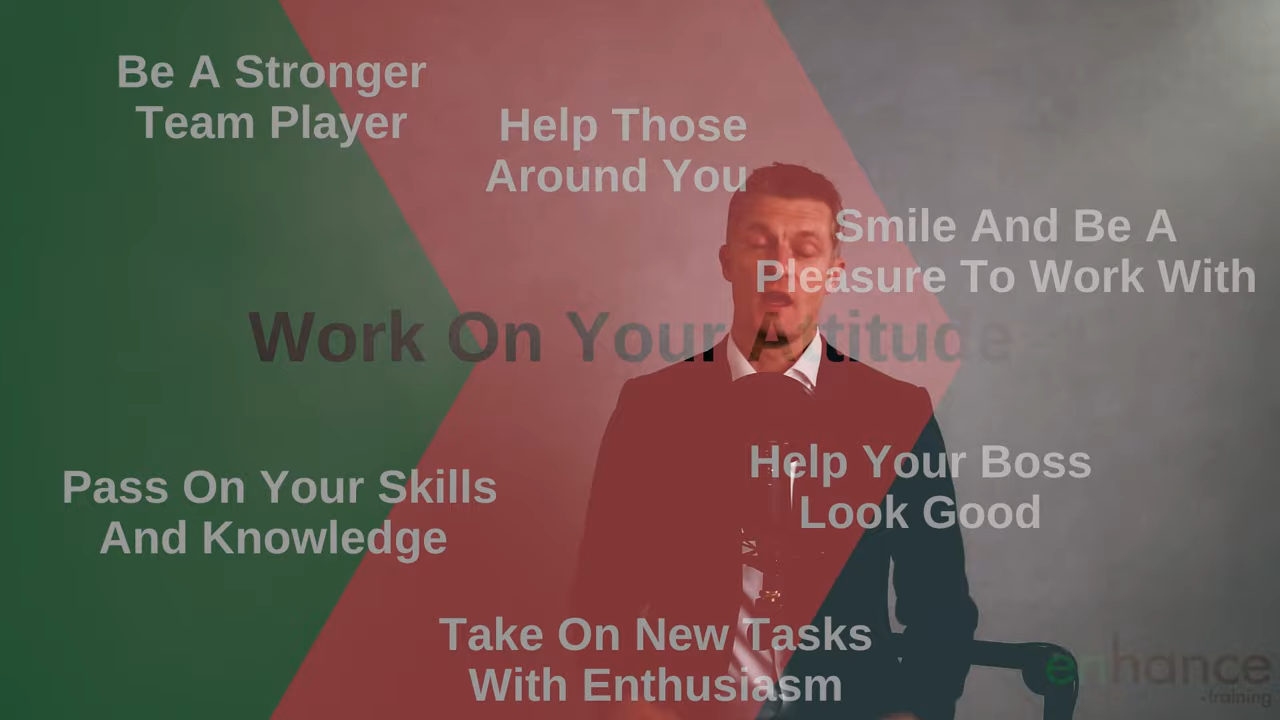 Be A Stronger
Team Player
Help Those
Around You
Smile And Be A
Pleasure To Work With
Work On Your Attitude
Pass On Your Skills
And Knowledge
Help Your Boss
Look Good
Take On New Tasks
With Enthusiasm
enhance
training